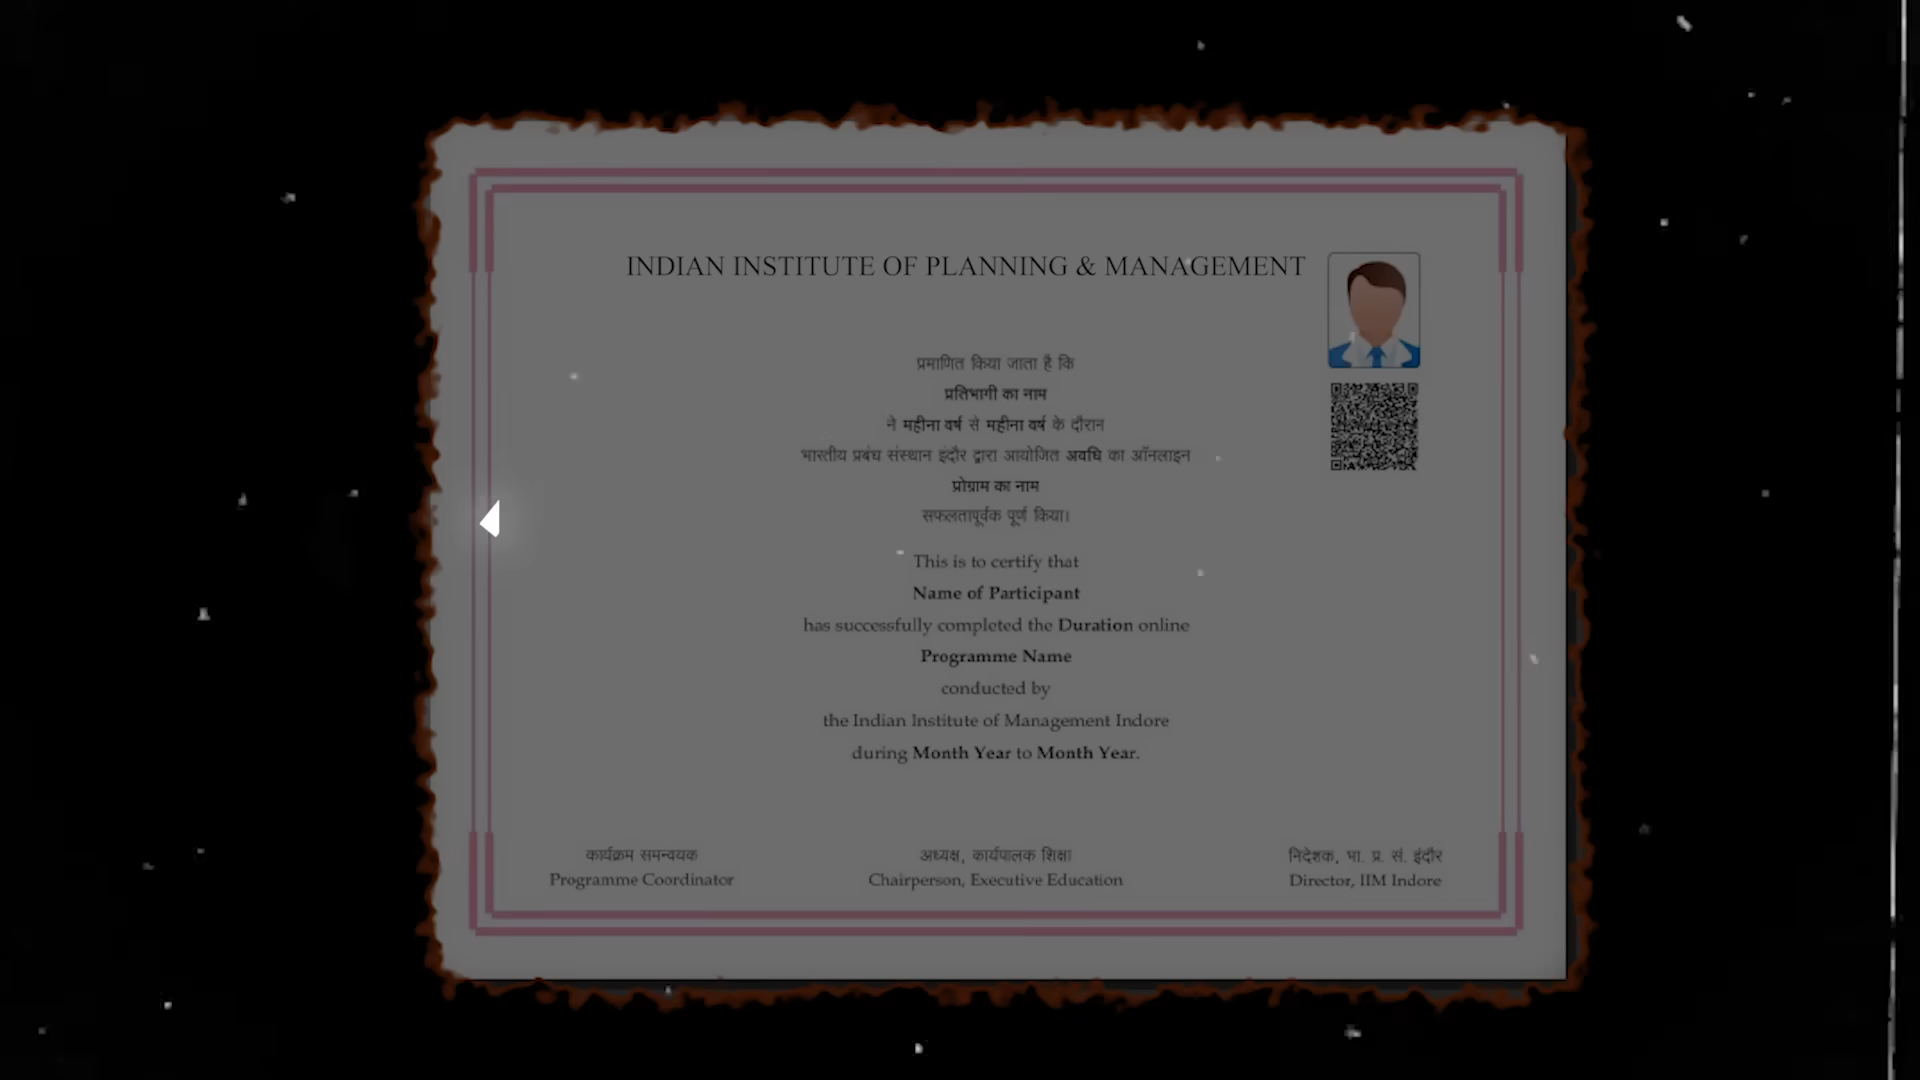 INDIAN INSTITUTE OF PLANNING & MANAGEMENT
प्रमाणित किया जाता है कि
प्रतिभागी का नाम
ने महीना वर्ष से महीना वर्ष के दौरान
भारतीय प्रबंध संस्थान इंदौर द्वारा आयोजित अवधि का ऑनलाइन
प्रोग्राम का नाम
सफलतापूर्वक पूर्ण किया।
This is to certify that
Name of Participant
has successfully completed the Duration online
Programme Name
conducted by
the Indian Institute of Management Indore
during Month Year to Month Year.
कार्यक्रम समन्वयक
Programme Coordinator
अध्यक्ष, कार्यपालक शिक्षा
Chairperson, Executive Education
निदेशक, भा. प्र. सं. इंदौर
Director, IIM Indore